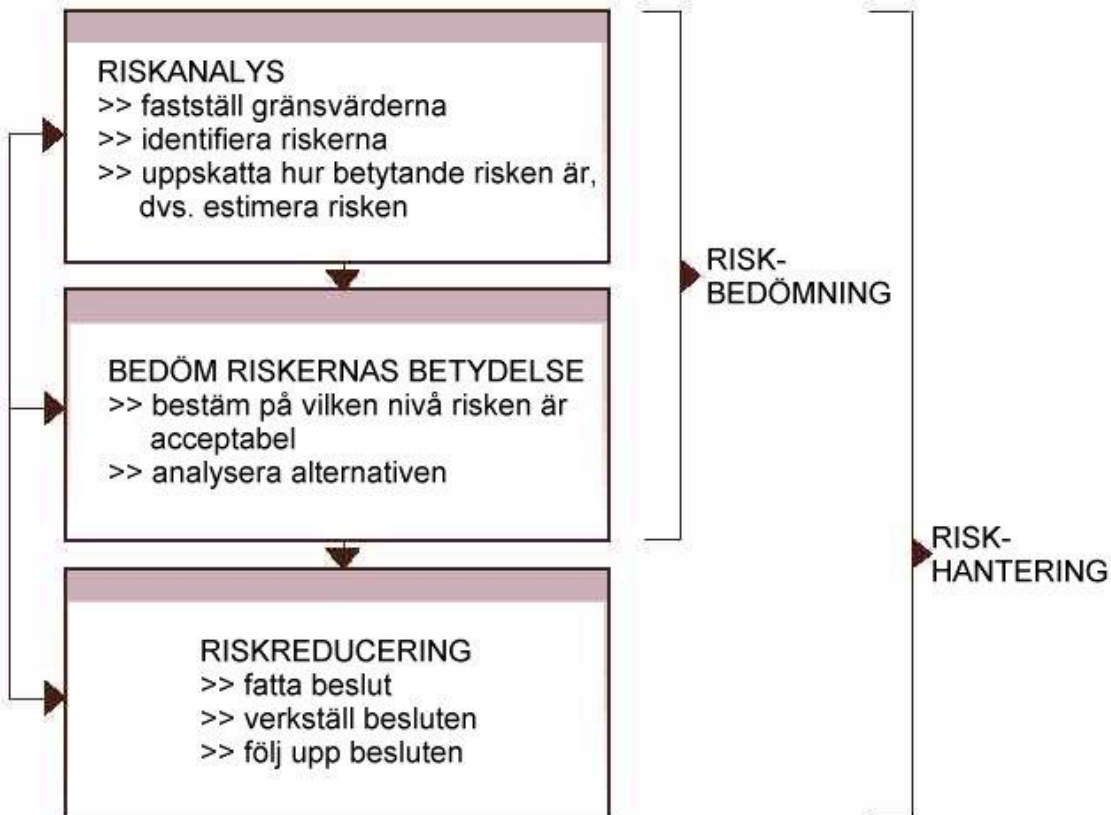 RISKANALYS
>> fastställ gränsvärderna
>> identifiera riskerna
>> uppskatta hur betytande risken är,
dvs. estimera risken
RISK-
BEDÖMNING
BEDÖM RISKERNAS BETYDELSE
>> bestäm på vilken nivå risken är
acceptabel
>> analysera alternativen
RISK-
HANTERING
RISKREDUCERING
>> fatta beslut
>> verkställ besluten
>> följ upp besluten